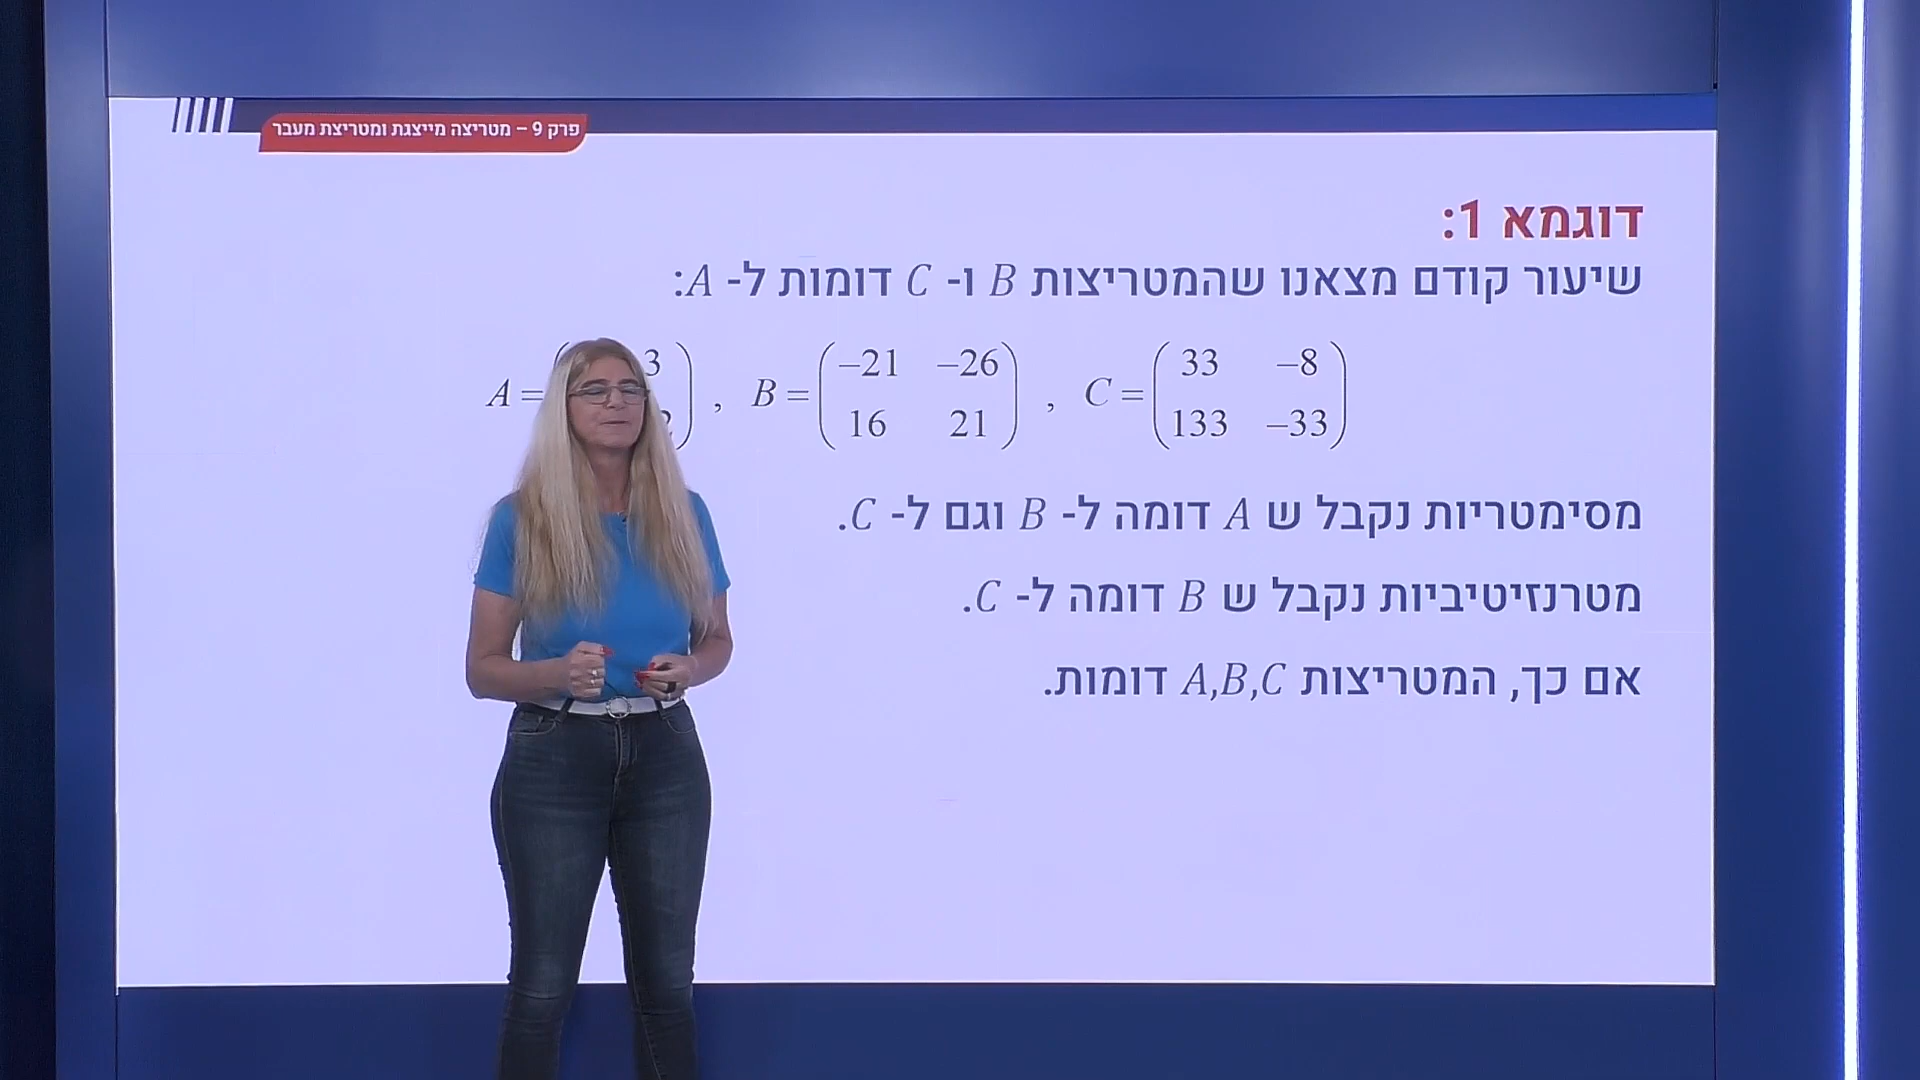 פרק 9 – מטריצה מייצגת ומטריצת מעבר
דוגמא 1:
שיעור קודם מצאנו שהמטריצות B ו- C דומות ל- A:
A = ( 3 ) , B = ( –21 –26 ) , C = ( 33 –8 )
16 21 133 –33
מסימטריות נקבל ש A דומה ל- B וגם ל- C.
מטרנזיטיביות נקבל ש B דומה ל- C.
אם כך, המטריצות A,B,C דומות.